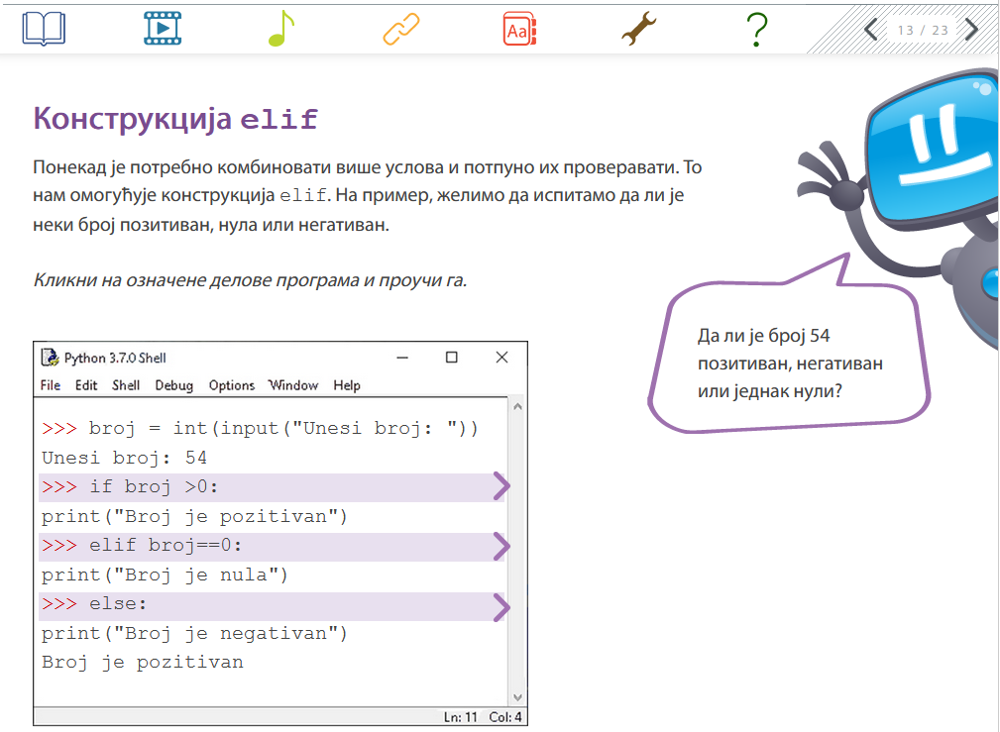 Aa
13 / 23
Конструкција elif
Понекад је потребно комбиновати више услова и потпуно их проверавати. То
нам омогућује конструкција elif. На пример, желимо да испитамо да ли је
неки број позитиван, нула или негативан.
Кликни на означене делове програма и проучи га.
Да ли је број 54
позитиван, негативан
или једнак нули?
Python 3.7.0 Shell
File Edit Shell Debug Options Window Help
>>> broj = int(input("Unesi broj: "))
Unesi broj: 54
>>> if broj >0:
print("Broj je pozitivan")
>>> elif broj==0:
print("Broj je nula")
>>> else:
print("Broj je negativan")
Broj je pozitivan
Ln: 11 Col: 4